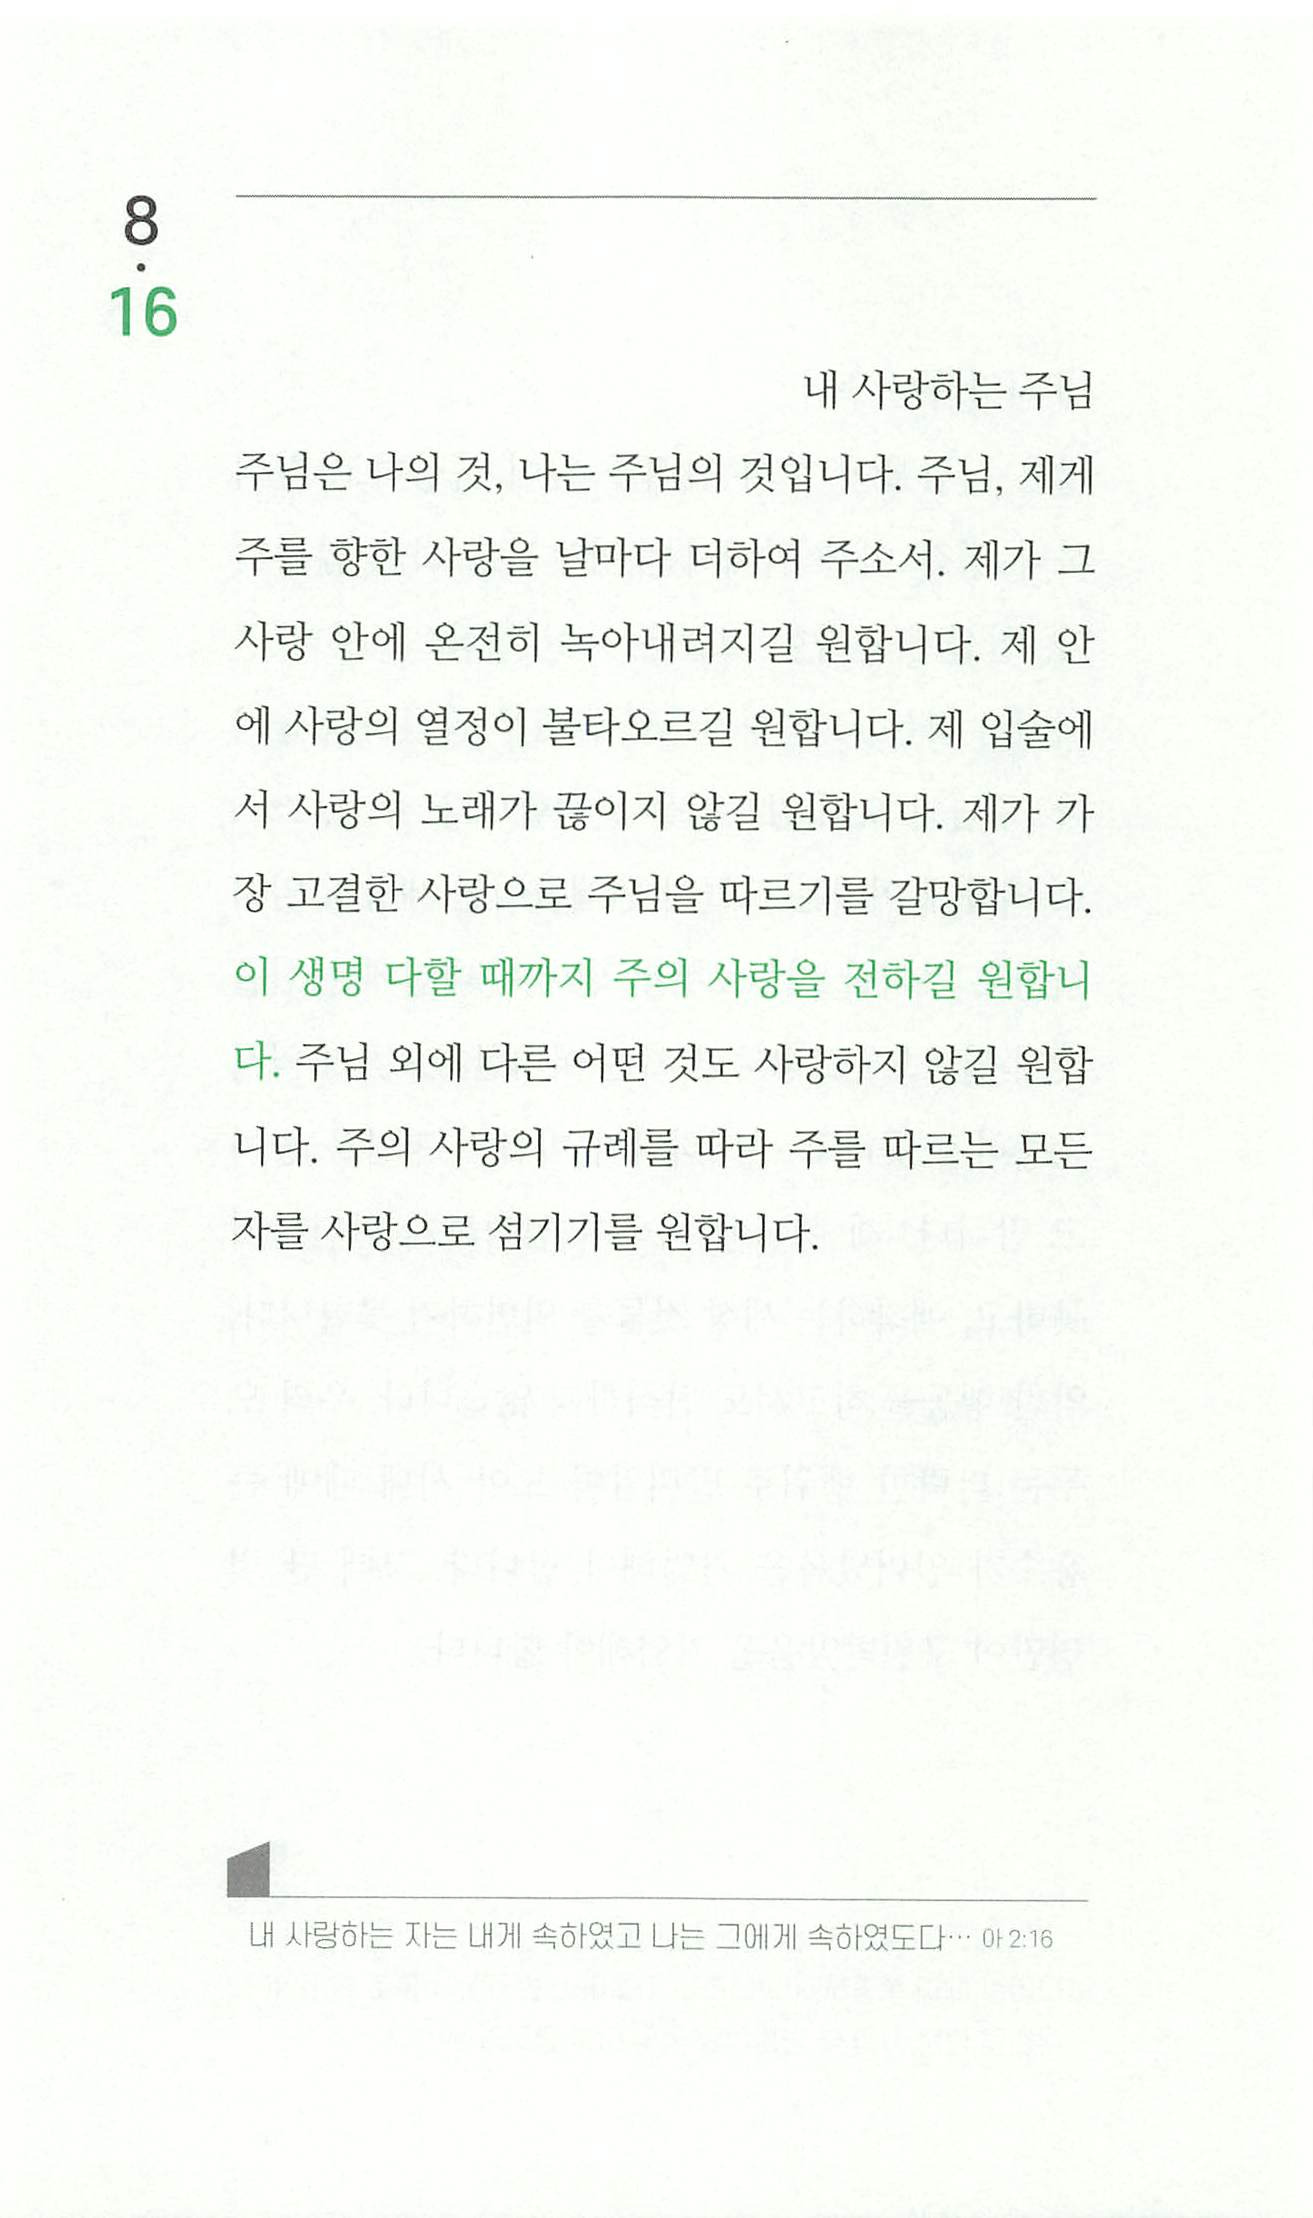 8
·
16
내 사랑하는 주님
주님은 나의 것, 나는 주님의 것입니다. 주님, 제게
주를 향한 사랑을 날마다 더하여 주소서. 제가 그
사랑 안에 온전히 녹아내려지길 원합니다. 제 안
에 사랑의 열정이 불타오르길 원합니다. 제 입술에
서 사랑의 노래가 끊이지 않길 원합니다. 제가 가
장 고결한 사랑으로 주님을 따르기를 갈망합니다.
이 생명 다할 때까지 주의 사랑을 전하길 원합니
다. 주님 외에 다른 어떤 것도 사랑하지 않길 원합
니다. 주의 사랑의 규례를 따라 주를 따르는 모든
자를 사랑으로 섬기기를 원합니다.
내 사랑하는 자는 내게 속하였고 나는 그에게 속하였도다… 아 2:16